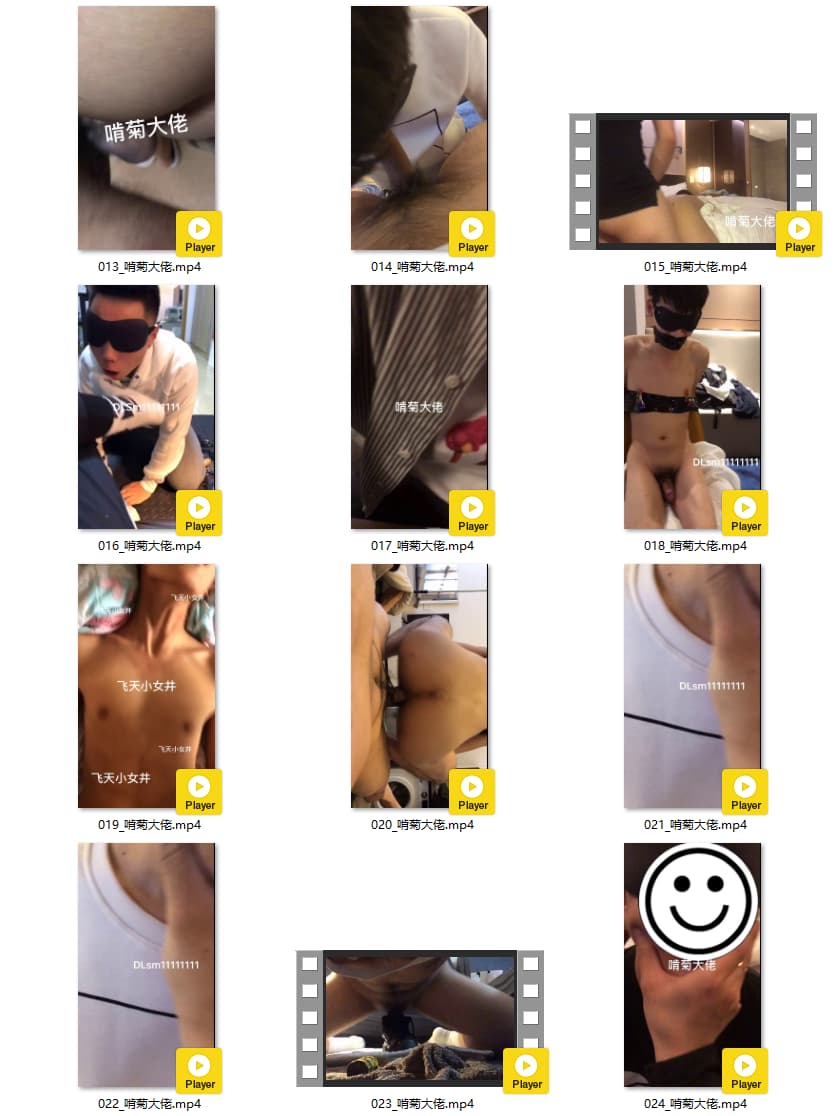 啃菊大佬
啃菊大佬
Player
Player
Player
013_啃菊大佬.mp4
014_啃菊大佬.mp4
015_啃菊大佬.mp4
DLsm11111111
啃菊大佬
DLsm11111111
Player
Player
Player
016_啃菊大佬.mp4
017_啃菊大佬.mp4
018_啃菊大佬.mp4
飞天小女井
飞天小女井
DLsm11111111
飞天小女井
飞天小女井
Player
Player
Player
019_啃菊大佬.mp4
020_啃菊大佬.mp4
021_啃菊大佬.mp4
DLsm11111111
啃菊大佬
Player
Player
Player
022_啃菊大佬.mp4
023_啃菊大佬.mp4
024_啃菊大佬.mp4